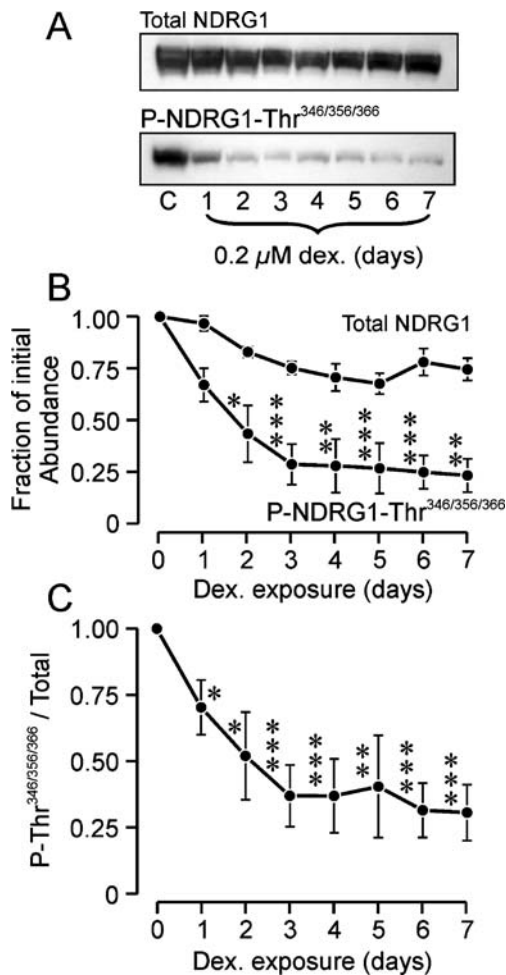 A
Total NDRG1
P-NDRG1-Thr346/356/366
C 1 2 3 4 5 6 7
0.2 µM dex. (days)
B
Fraction of initial
Abundance
1.00
0.75
0.50
0.25
0
Total NDRG1
* *** ** *** *** **
P-NDRG1-Thr346/356/366
0 1 2 3 4 5 6 7
Dex. exposure (days)
C
P-Thr346/356/366 / Total
1.00
0.75
0.50
0.25
0
* * *** *** ** *** ***
0 1 2 3 4 5 6 7
Dex. exposure (days)